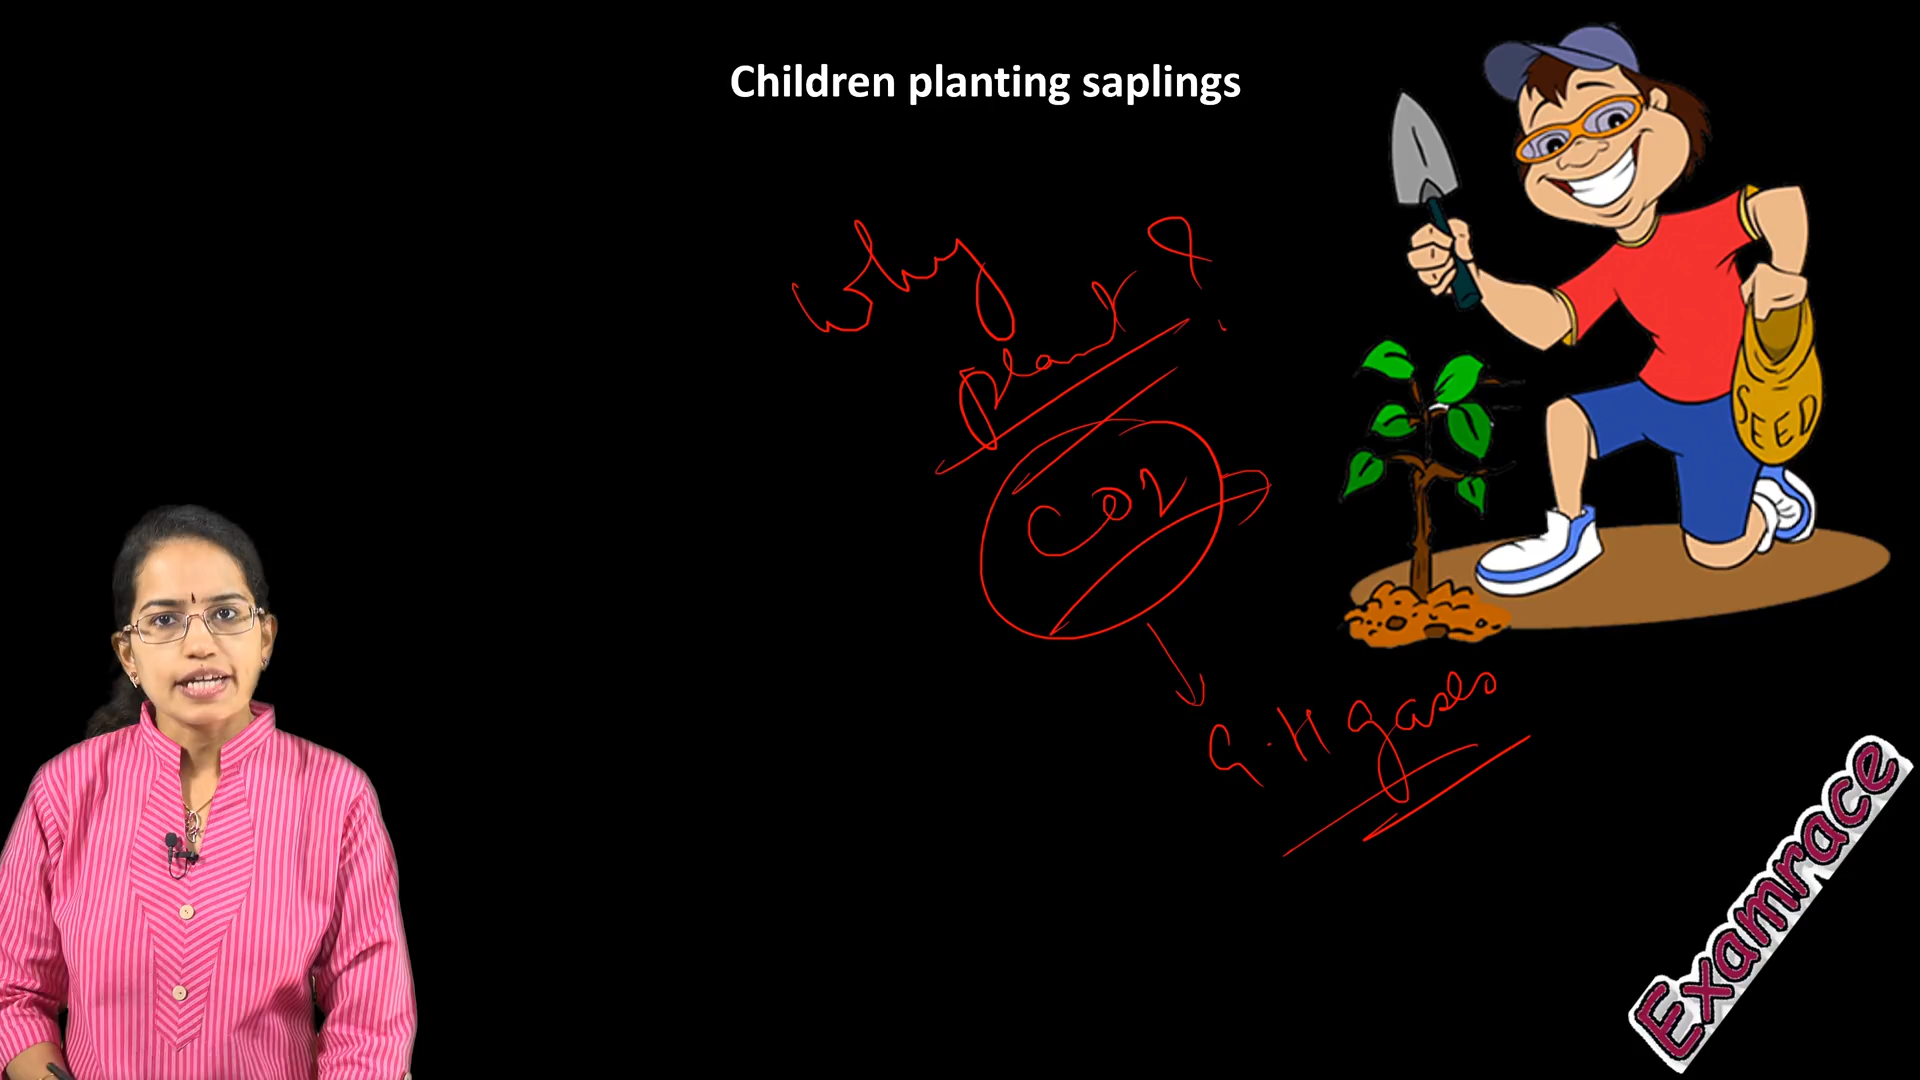 Children planting saplings
Why
plant ?
CO2
G.H gases
SEED
Examrace